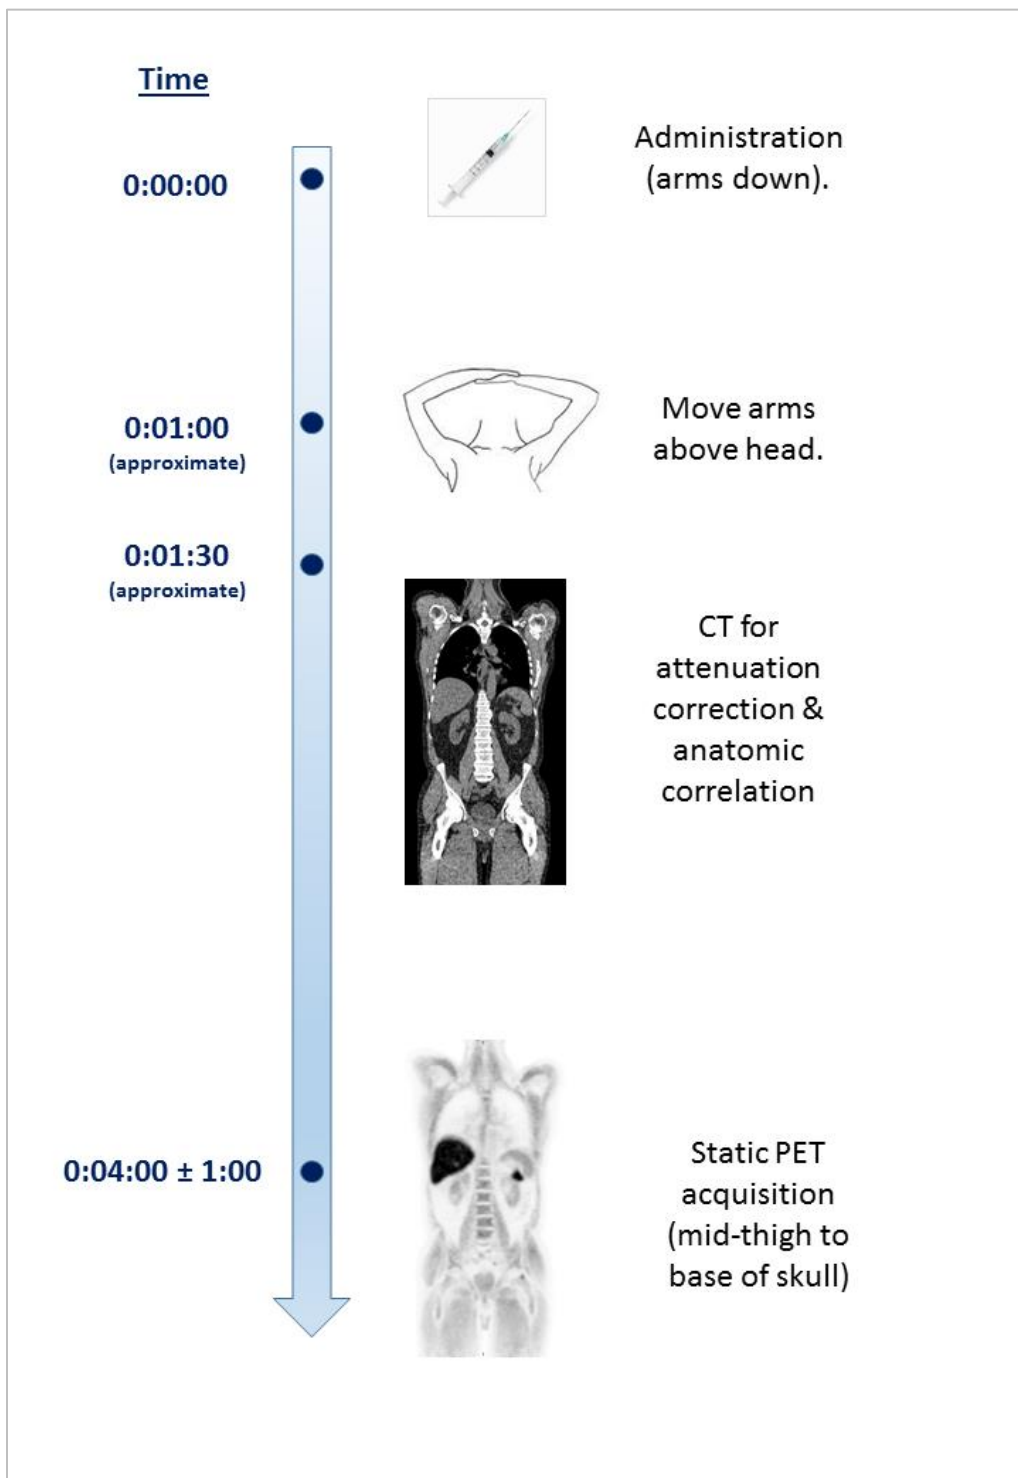 Time
0:00:00
Administration
(arms down).
0:01:00
(approximate)
Move arms
above head.
0:01:30
(approximate)
CT for
attenuation
correction &
anatomic
correlation
0:04:00 ± 1:00
Static PET
acquisition
(mid-thigh to
base of skull)